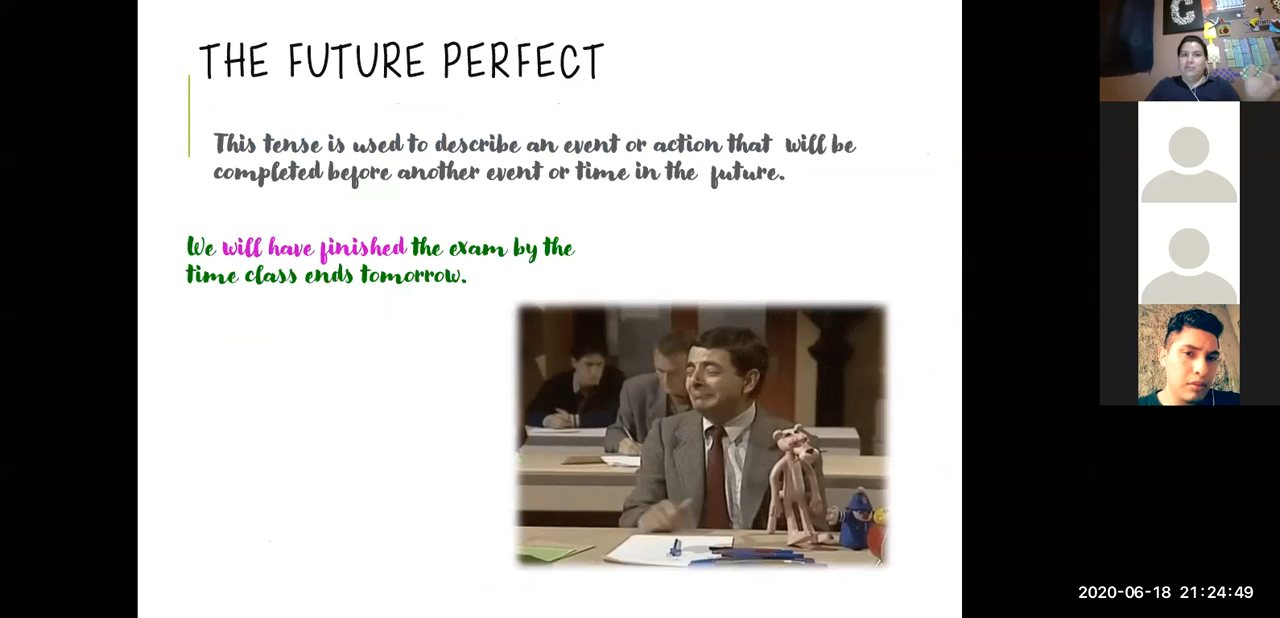 THE FUTURE PERFECT
This tense is used to describe an event or action that will be
completed before another event or time in the future.
We will have finished the exam by the
time class ends tomorrow.
C
2020-06-18 21:24:49